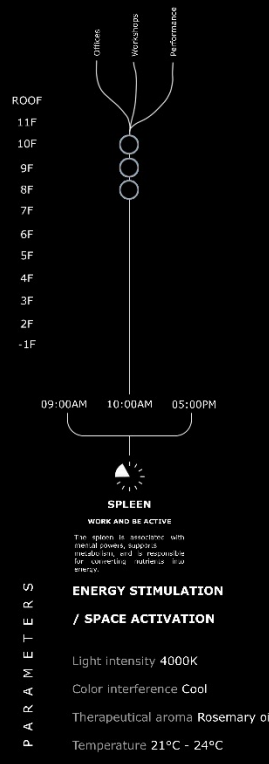 Offices
Workshops
Performance
ROOF
11F
10F
9F
8F
7F
6F
5F
4F
3F
2F
-1F
09:00AM 10:00AM 05:00PM
SPLEEN
WORK AND BE ACTIVE
The spleen is associated with
mental powers, supports
metabolism, and is responsible
for converting nutrients into
energy.
PARAMETERS
ENERGY STIMULATION
/ SPACE ACTIVATION
Light intensity 4000K
Color interference Cool
Therapeutical aroma Rosemary oi
Temperature 21°C - 24°C